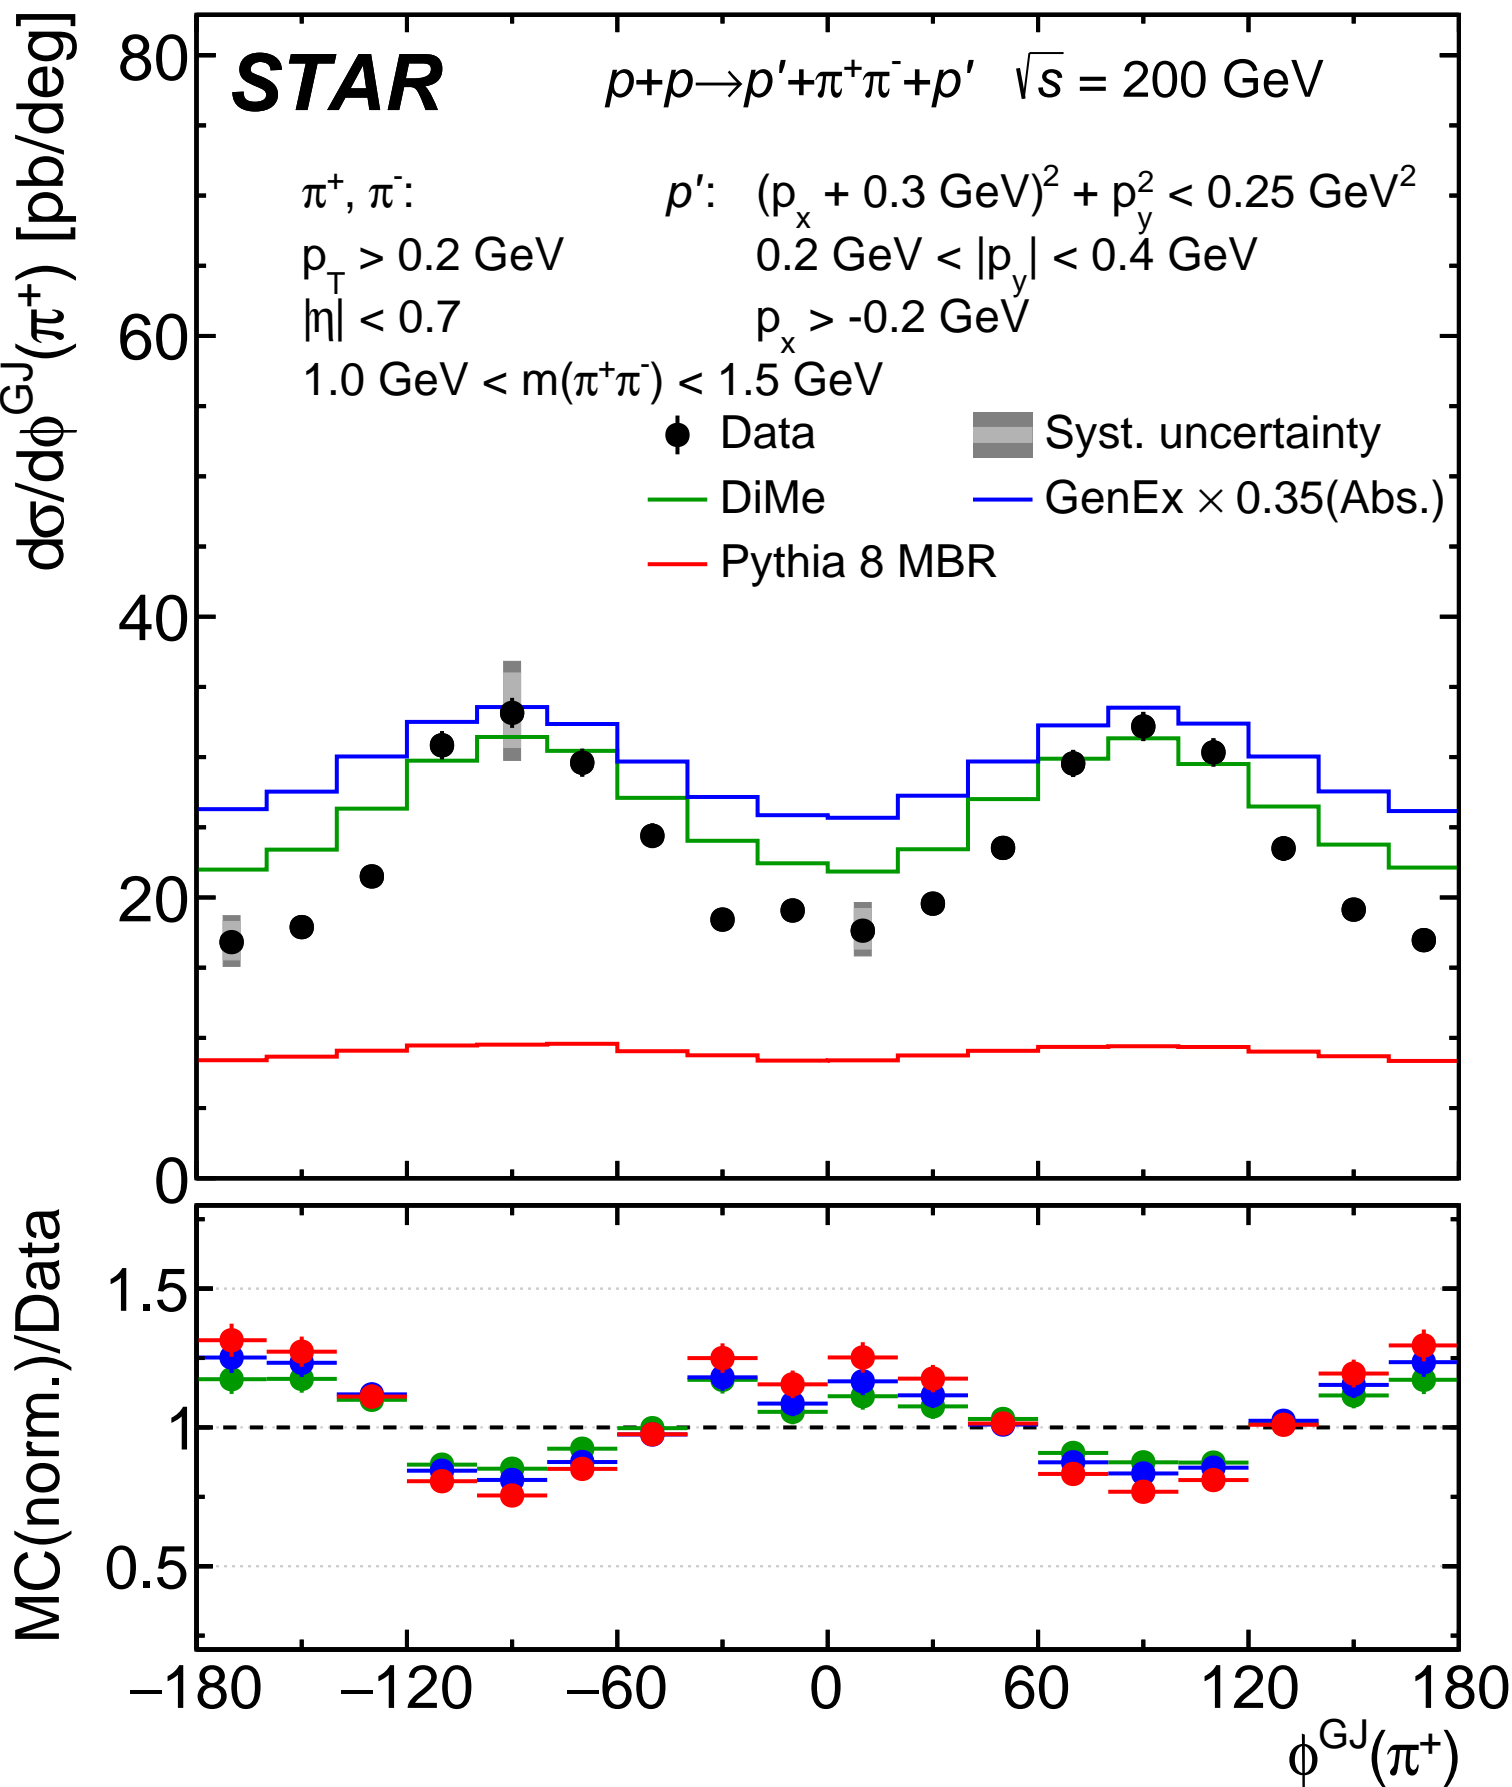 STAR p+p→p′+π⁺π⁻+p′ √s = 200 GeV
π⁺, π⁻: p′: (pₓ + 0.3 GeV)² + p_y² < 0.25 GeV²
p_T > 0.2 GeV 0.2 GeV < |p_y| < 0.4 GeV
|η| < 0.7 pₓ > -0.2 GeV
1.0 GeV < m(π⁺π⁻) < 1.5 GeV
Data Syst. uncertainty
DiMe GenEx × 0.35(Abs.)
Pythia 8 MBR
dσ/dϕ^GJ(π⁺) [pb/deg]
80
60
40
20
0
MC(norm.)/Data
1.5
1
0.5
−180 −120 −60 0 60 120 180
ϕ^GJ(π⁺)